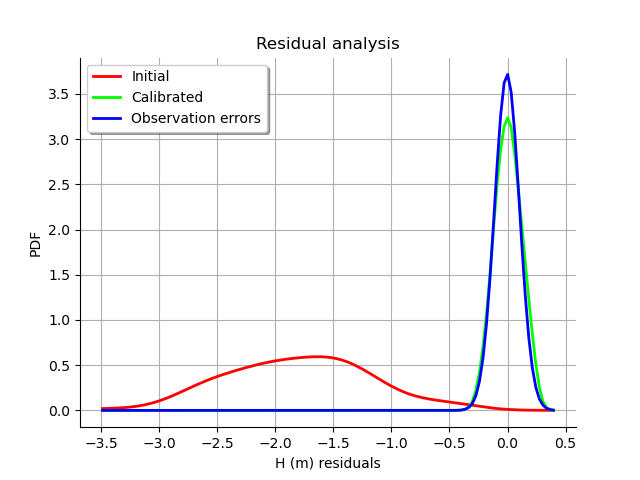 Residual analysis
Initial
Calibrated
Observation errors
PDF
3.5
3.0
2.5
2.0
1.5
1.0
0.5
0.0
−3.5 −3.0 −2.5 −2.0 −1.5 −1.0 −0.5 0.0 0.5
H (m) residuals